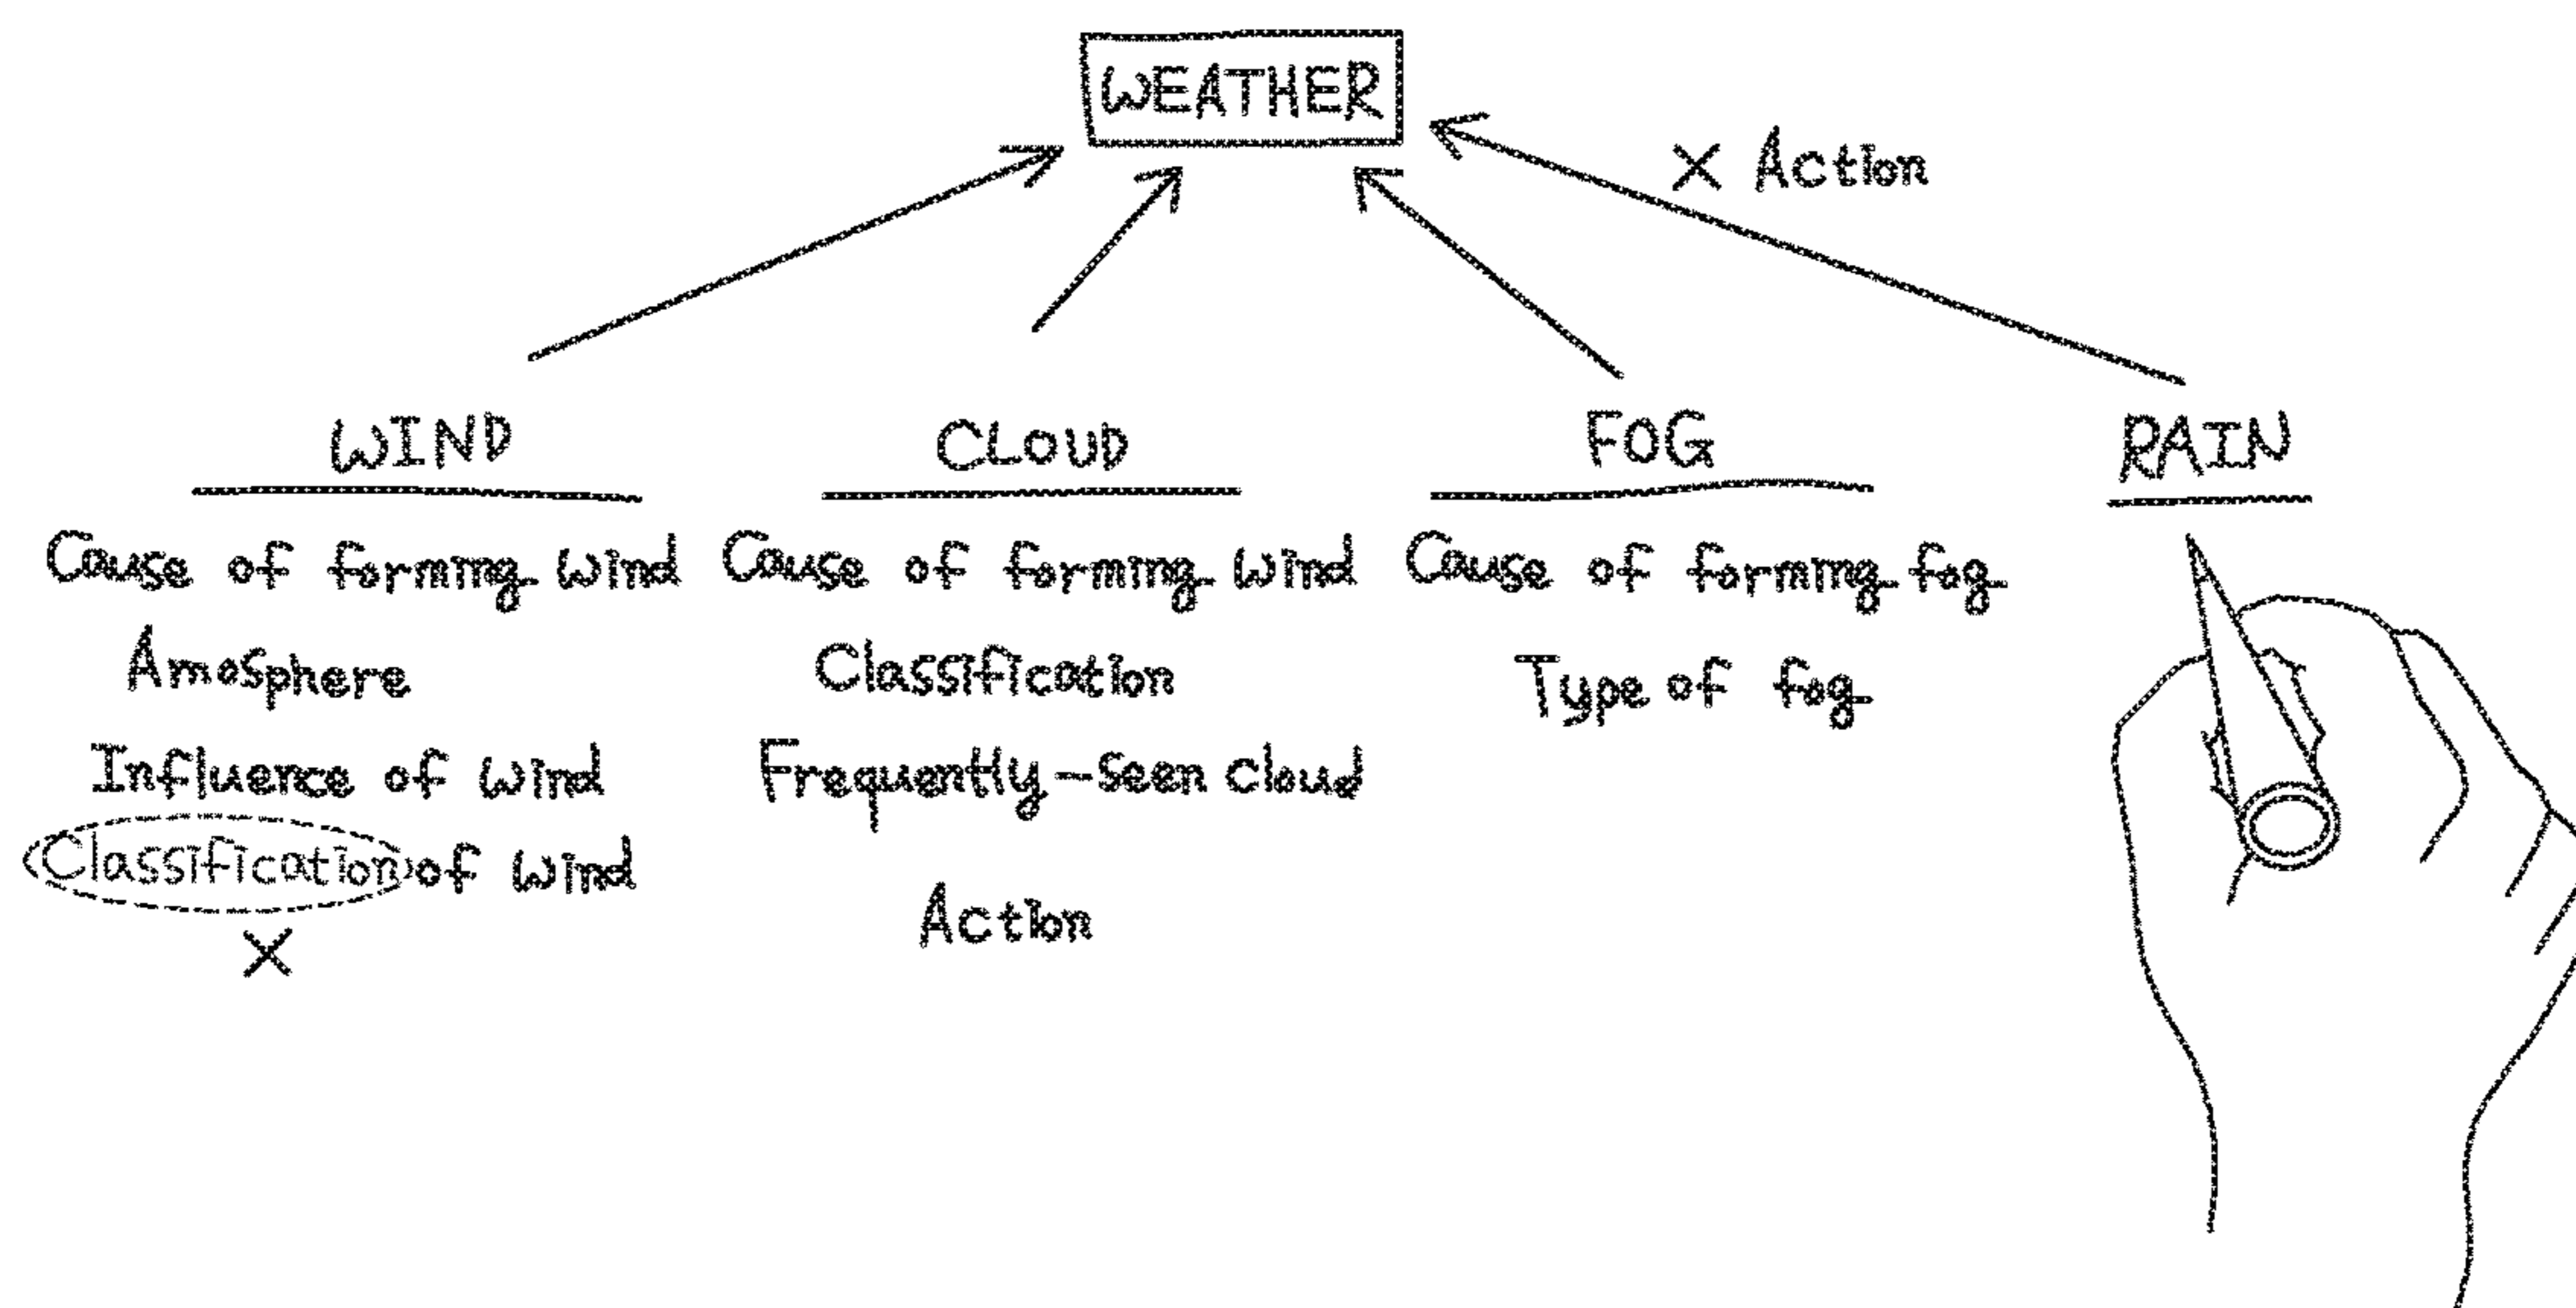 WEATHER
X Action
WIND
Cause of forming wind
Amosphere
Influence of wind
Classification of wind
X
CLOUD
Cause of forming wind
Classification
Frequently-seen cloud
Action
FOG
Cause of forming fog
Type of fog
RAIN